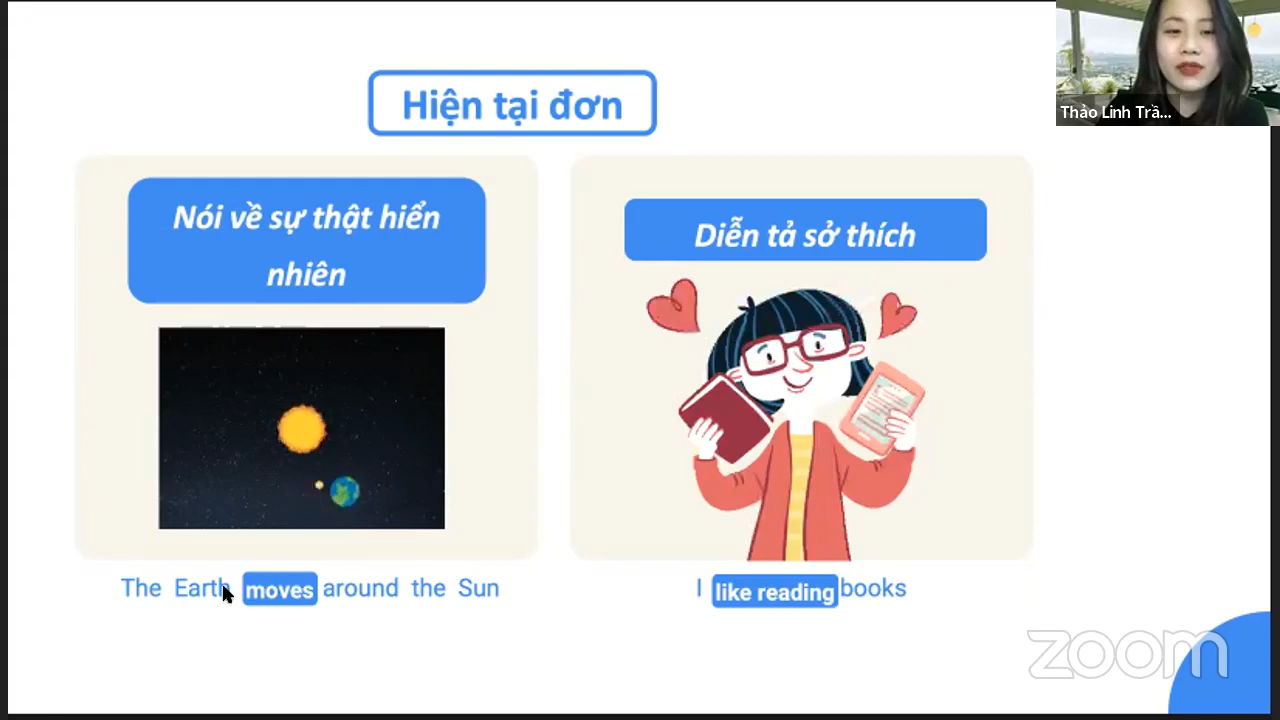 Thảo Linh Trầ...
Hiện tại đơn
Nói về sự thật hiển
nhiên
Diễn tả sở thích
The Earth moves around the Sun
I like reading books
zoom